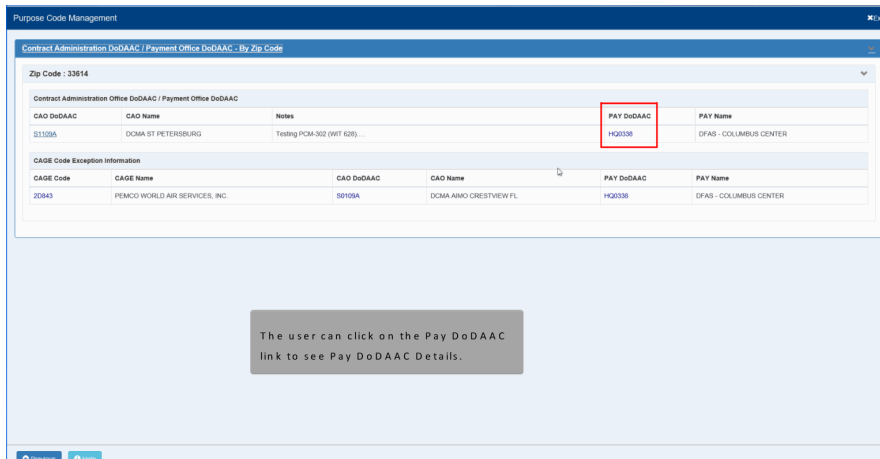 Purpose Code Management
Contract Administration DoDAAC / Payment Office DoDAAC - By Zip Code
Zip Code : 33614
Contract Administration Office DoDAAC / Payment Office DoDAAC
CAO DoDAAC CAO Name Notes PAY DoDAAC PAY Name
S1109A DCMA ST PETERSBURG Testing PCM-302 (WIT 628).... HQ0338 DFAS - COLUMBUS CENTER
CAGE Code Exception Information
CAGE Code CAGE Name CAO DoDAAC CAO Name PAY DoDAAC PAY Name
2D843 PEMCO WORLD AIR SERVICES, INC. S0109A DCMA AIMO CRESTVIEW FL HQ0338 DFAS - COLUMBUS CENTER
The user can click on the Pay DoDAAC
link to see Pay DoDAAC Details.